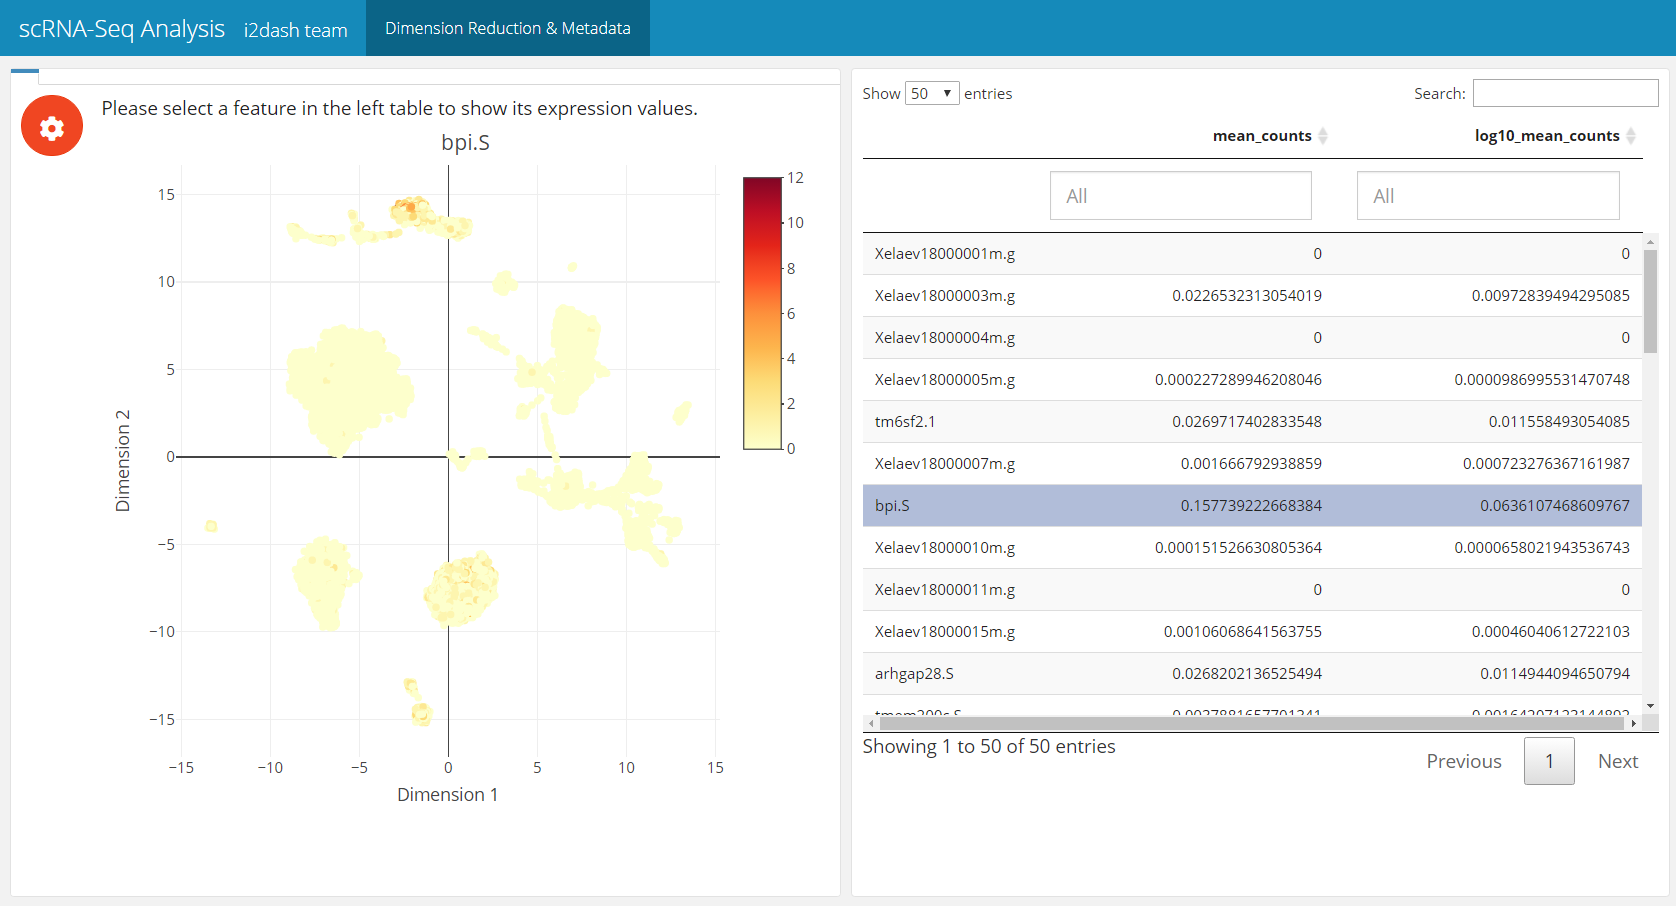 scRNA-Seq Analysis i2dash team Dimension Reduction & Metadata
Please select a feature in the left table to show its expression values.
bpi.S
15
10
5
0
−5
−10
−15
Dimension 2
−15 −10 −5 0 5 10 15
Dimension 1
12
10
8
6
4
2
0
Show 50 entries Search:
mean_counts log10_mean_counts
All All
Xelaev18000001m.g 0 0
Xelaev18000003m.g 0.0226532313054019 0.00972839494295085
Xelaev18000004m.g 0 0
Xelaev18000005m.g 0.000227289946208046 0.0000986995531470748
tm6sf2.1 0.0269717402833548 0.011558493054085
Xelaev18000007m.g 0.001666792938859 0.000723276367161987
bpi.S 0.157739222668384 0.0636107468609767
Xelaev18000010m.g 0.000151526630805364 0.0000658021943536743
Xelaev18000011m.g 0 0
Xelaev18000015m.g 0.00106068641563755 0.00046040612722103
arhgap28.S 0.0268202136525494 0.0114944094650794
Showing 1 to 50 of 50 entries
Previous 1 Next